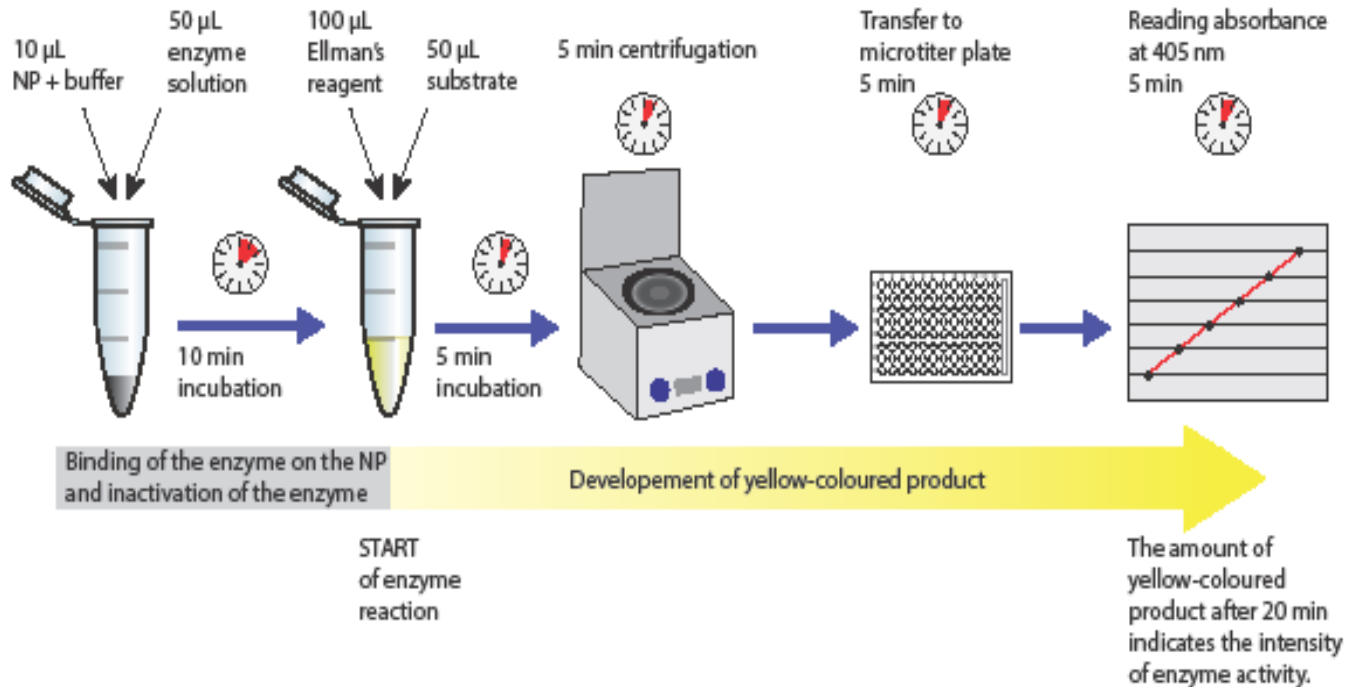 10 µL
NP + buffer
50 µL
enzyme
solution
100 µL
Ellman's
reagent
50 µL
substrate
5 min centrifugation
Transfer to
microtiter plate
5 min
Reading absorbance
at 405 nm
5 min
10 min
incubation
5 min
incubation
Binding of the enzyme on the NP
and inactivation of the enzyme
Developement of yellow-coloured product
START
of enzyme
reaction
The amount of
yellow-coloured
product after 20 min
indicates the intensity
of enzyme activity.